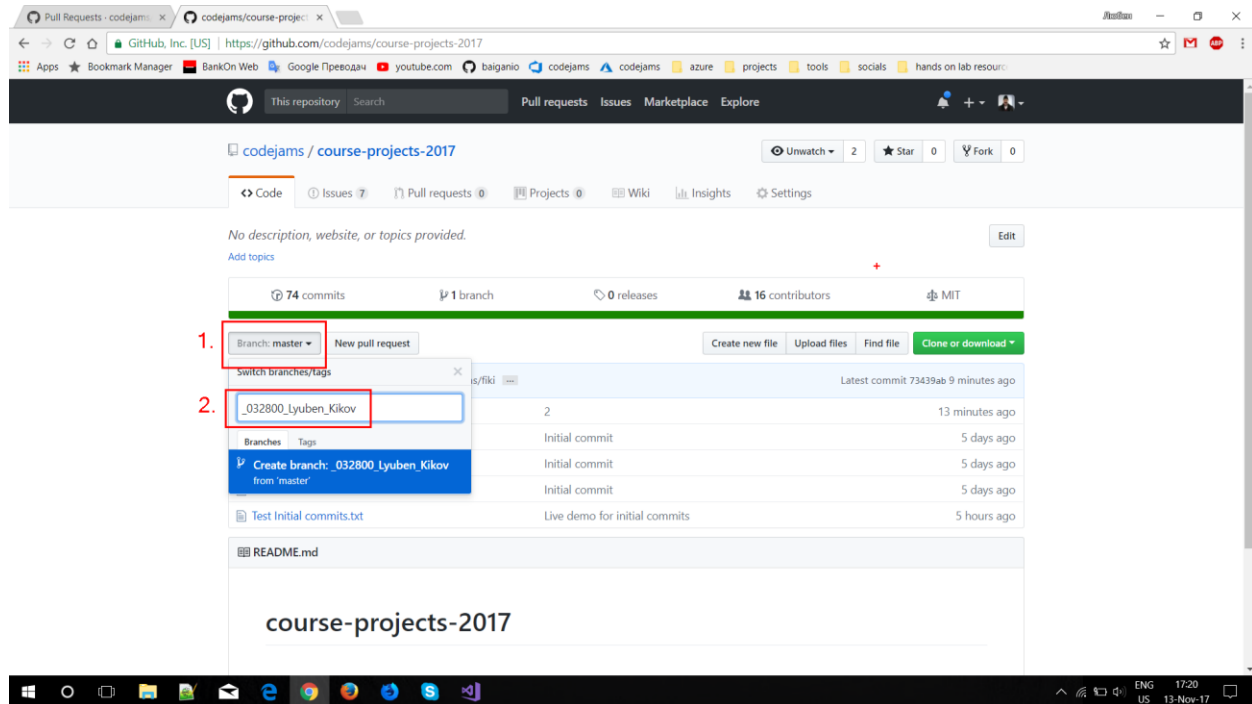 Pull Requests · codejams
codejams/course-project
GitHub, Inc. [US] | https://github.com/codejams/course-projects-2017
Apps Bookmark Manager BankOn Web Google Преводач youtube.com baiganio codejams codejams azure projects tools socials hands on lab resourc
This repository Search Pull requests Issues Marketplace Explore
codejams / course-projects-2017 Unwatch 2 Star 0 Fork 0
Code Issues 7 Pull requests 0 Projects 0 Wiki Insights Settings
No description, website, or topics provided. Edit
Add topics
74 commits 1 branch 0 releases 16 contributors MIT
1. Branch: master New pull request Create new file Upload files Find file Clone or download
Switch branches/tags
s/fiki Latest commit 73439ab 9 minutes ago
2. _032800_Lyuben_Kikov
2 13 minutes ago
Branches Tags
Initial commit 5 days ago
Create branch: _032800_Lyuben_Kikov
from 'master'
Initial commit 5 days ago
Initial commit 5 days ago
Test Initial commits.txt Live demo for initial commits 5 hours ago
README.md
course-projects-2017
ENG 17:20
US 13-Nov-17